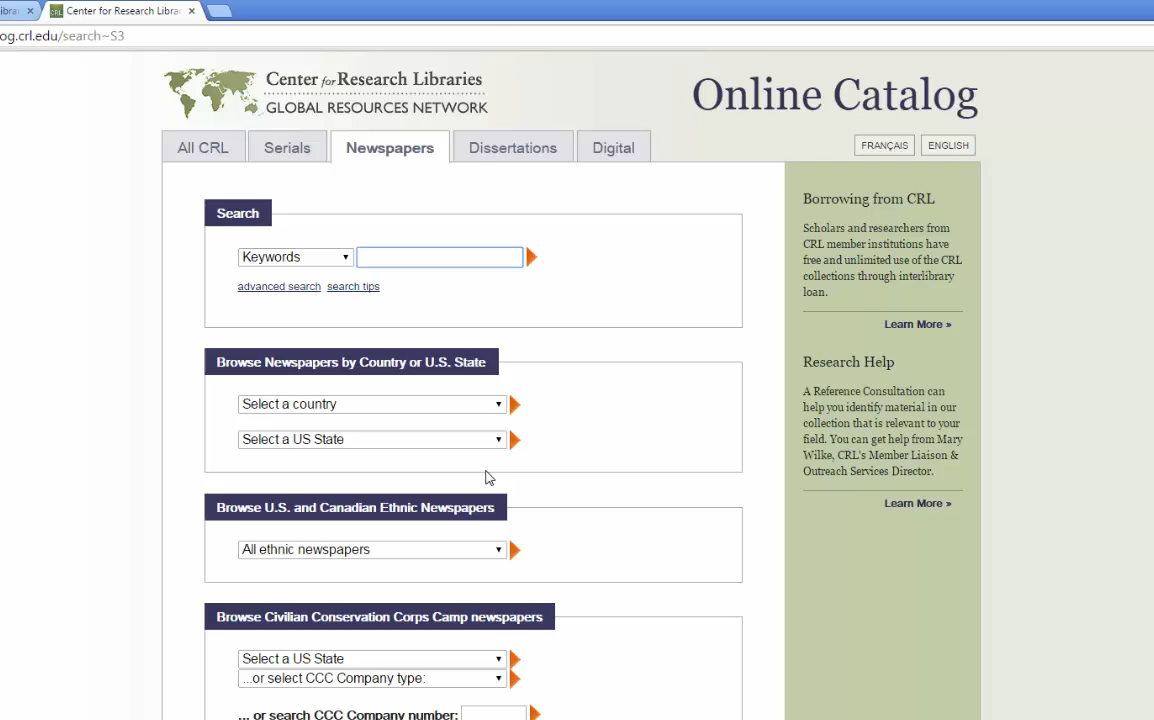 Center for Research Librar
og.crl.edu/search~S3
Center for Research Libraries
GLOBAL RESOURCES NETWORK
Online Catalog
All CRL
Serials
Newspapers
Dissertations
Digital
FRANÇAIS
ENGLISH
Search
Keywords
advanced search search tips
Browse Newspapers by Country or U.S. State
Select a country
Select a US State
Browse U.S. and Canadian Ethnic Newspapers
All ethnic newspapers
Browse Civilian Conservation Corps Camp newspapers
Select a US State
...or select CCC Company type:
... or search CCC Company number:
Borrowing from CRL
Scholars and researchers from
CRL member institutions have
free and unlimited use of the CRL
collections through interlibrary
loan.
Learn More »
Research Help
A Reference Consultation can
help you identify material in our
collection that is relevant to your
field. You can get help from Mary
Wilke, CRL's Member Liaison &
Outreach Services Director.
Learn More »